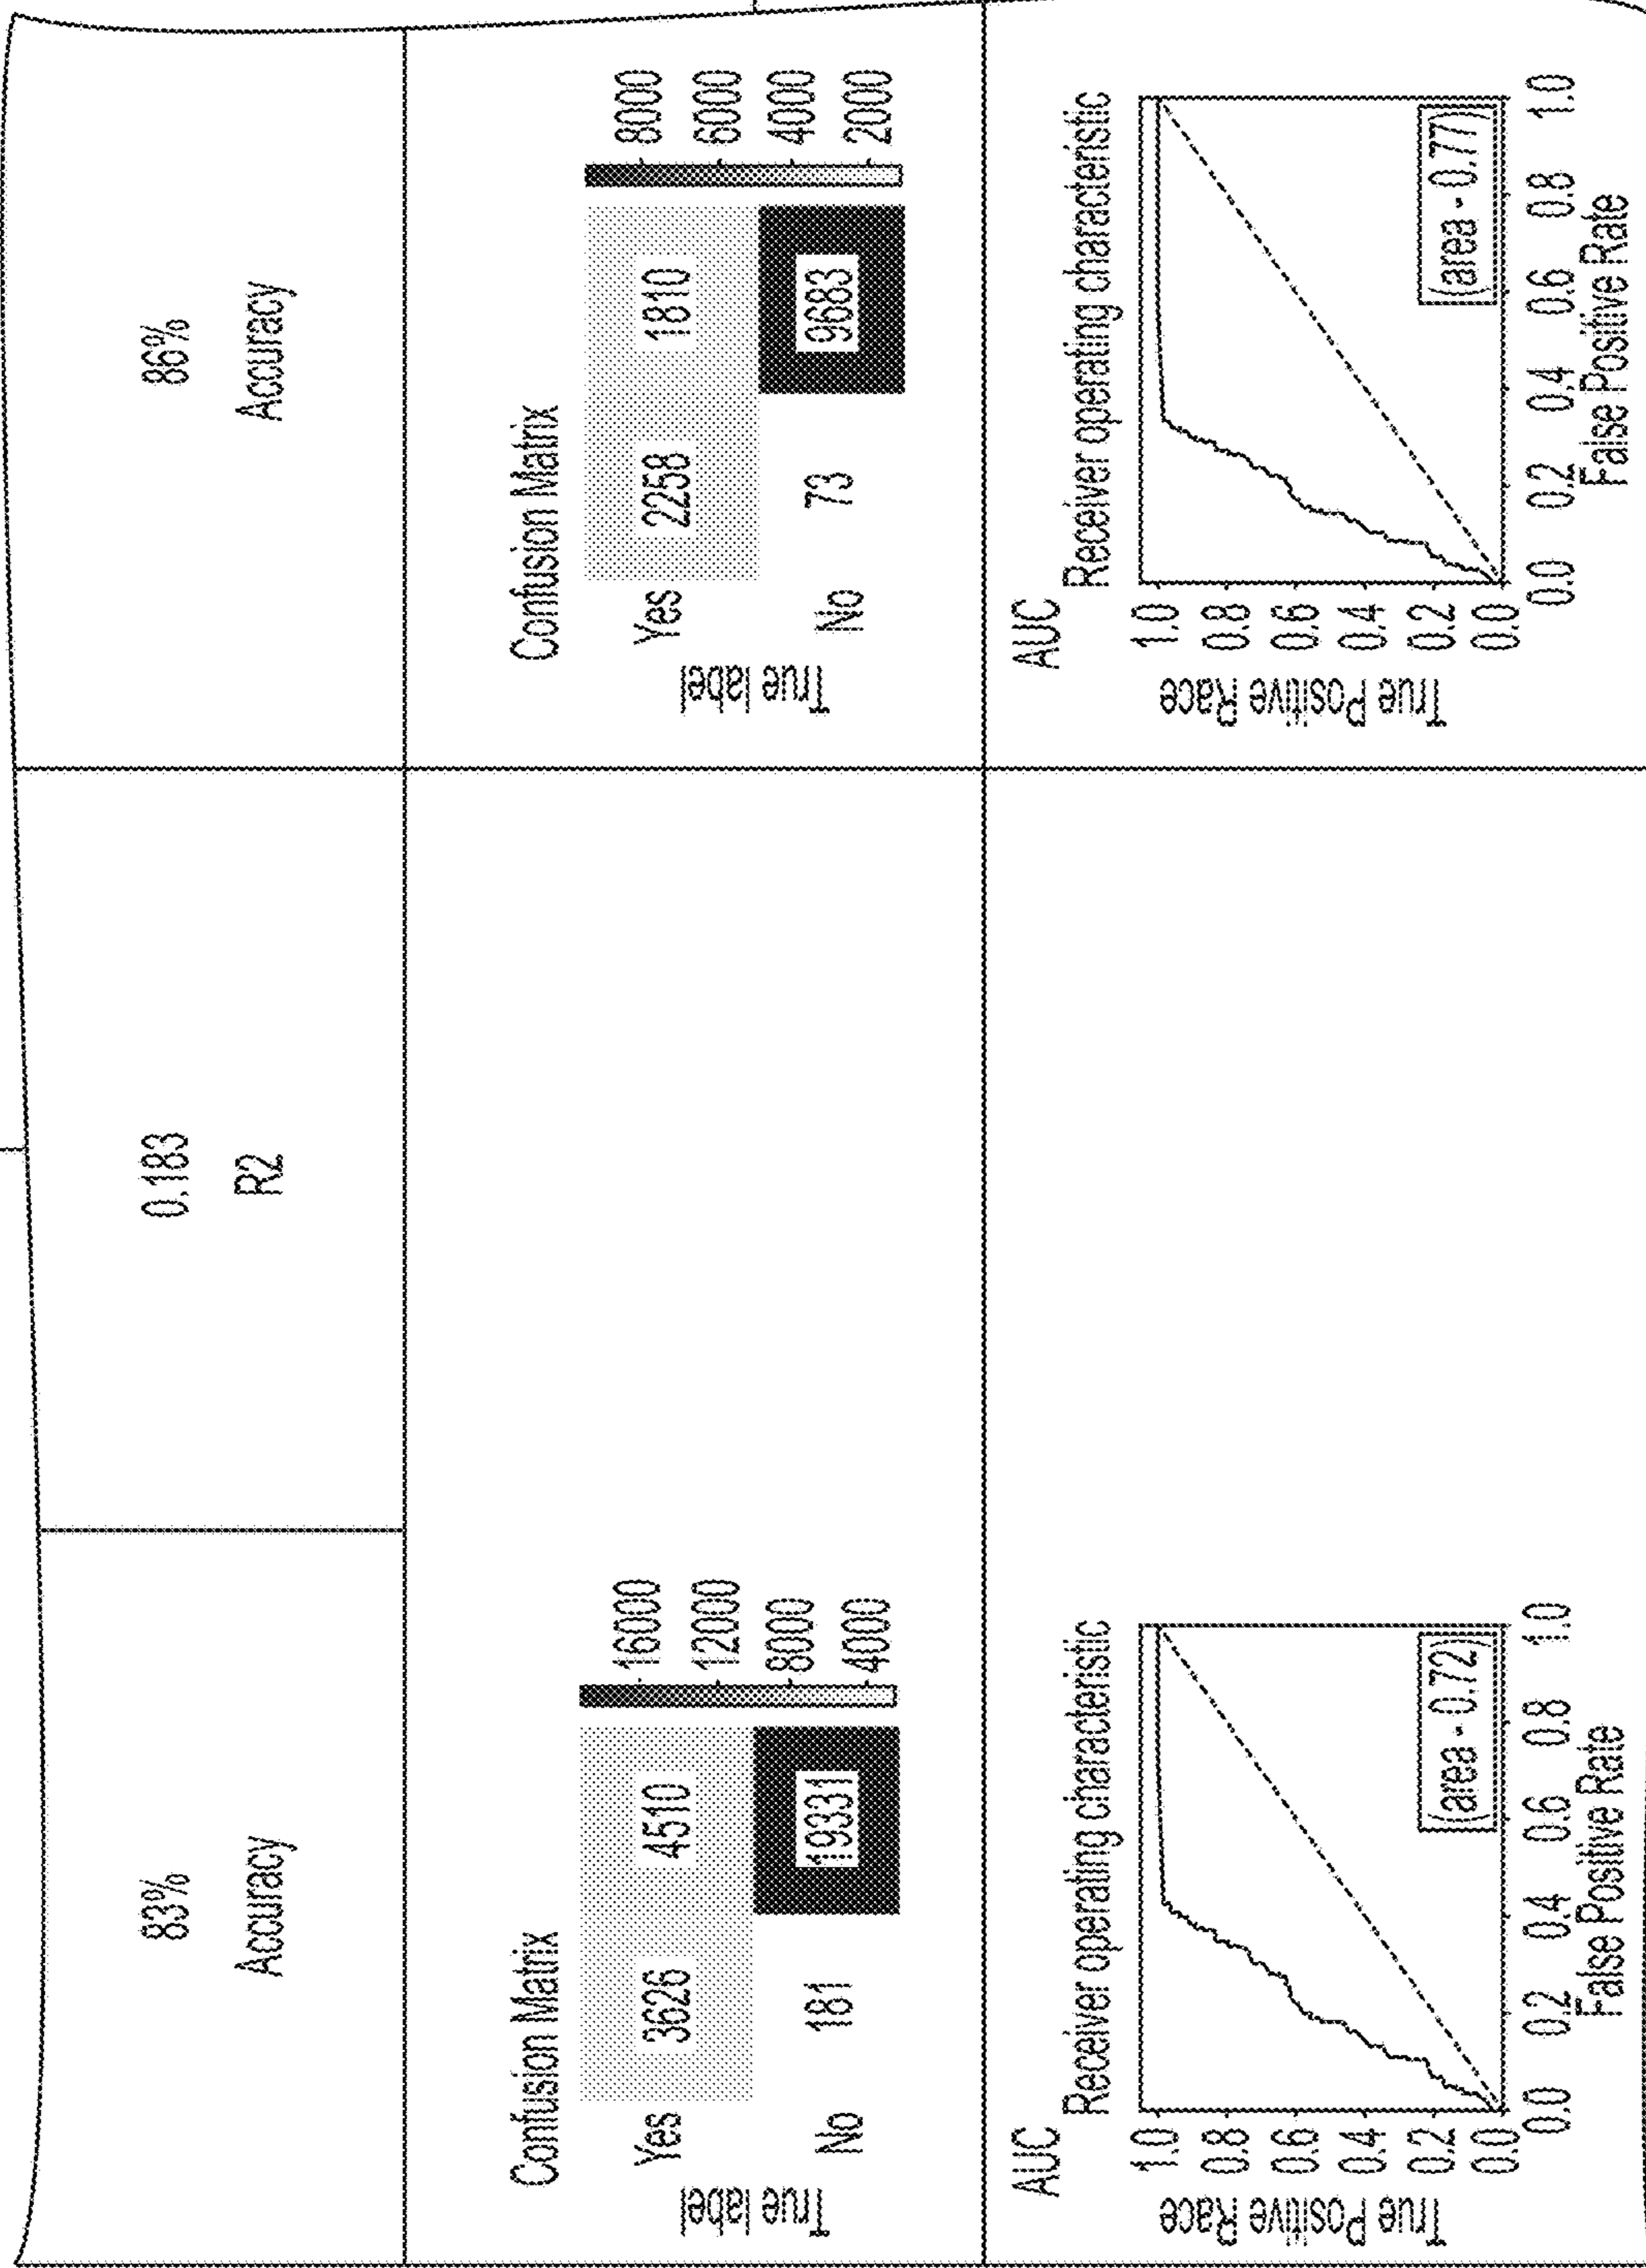 83%
Accuracy
0.183
R2
86%
Accuracy
Confusion Matrix
True label
Yes
3626
4510
No
181
19331
16000
12000
8000
4000
Confusion Matrix
True label
Yes
2258
1810
No
73
9683
8000
6000
4000
2000
AUC
Receiver operating characteristic
True Positive Race
1.0
0.8
0.6
0.4
0.2
0.0
(area - 0.72)
0.0 0.2 0.4 0.6 0.8 1.0
False Positive Rate
AUC
Receiver operating characteristic
True Positive Race
1.0
0.8
0.6
0.4
0.2
0.0
(area - 0.77)
0.0 0.2 0.4 0.6 0.8 1.0
False Positive Rate